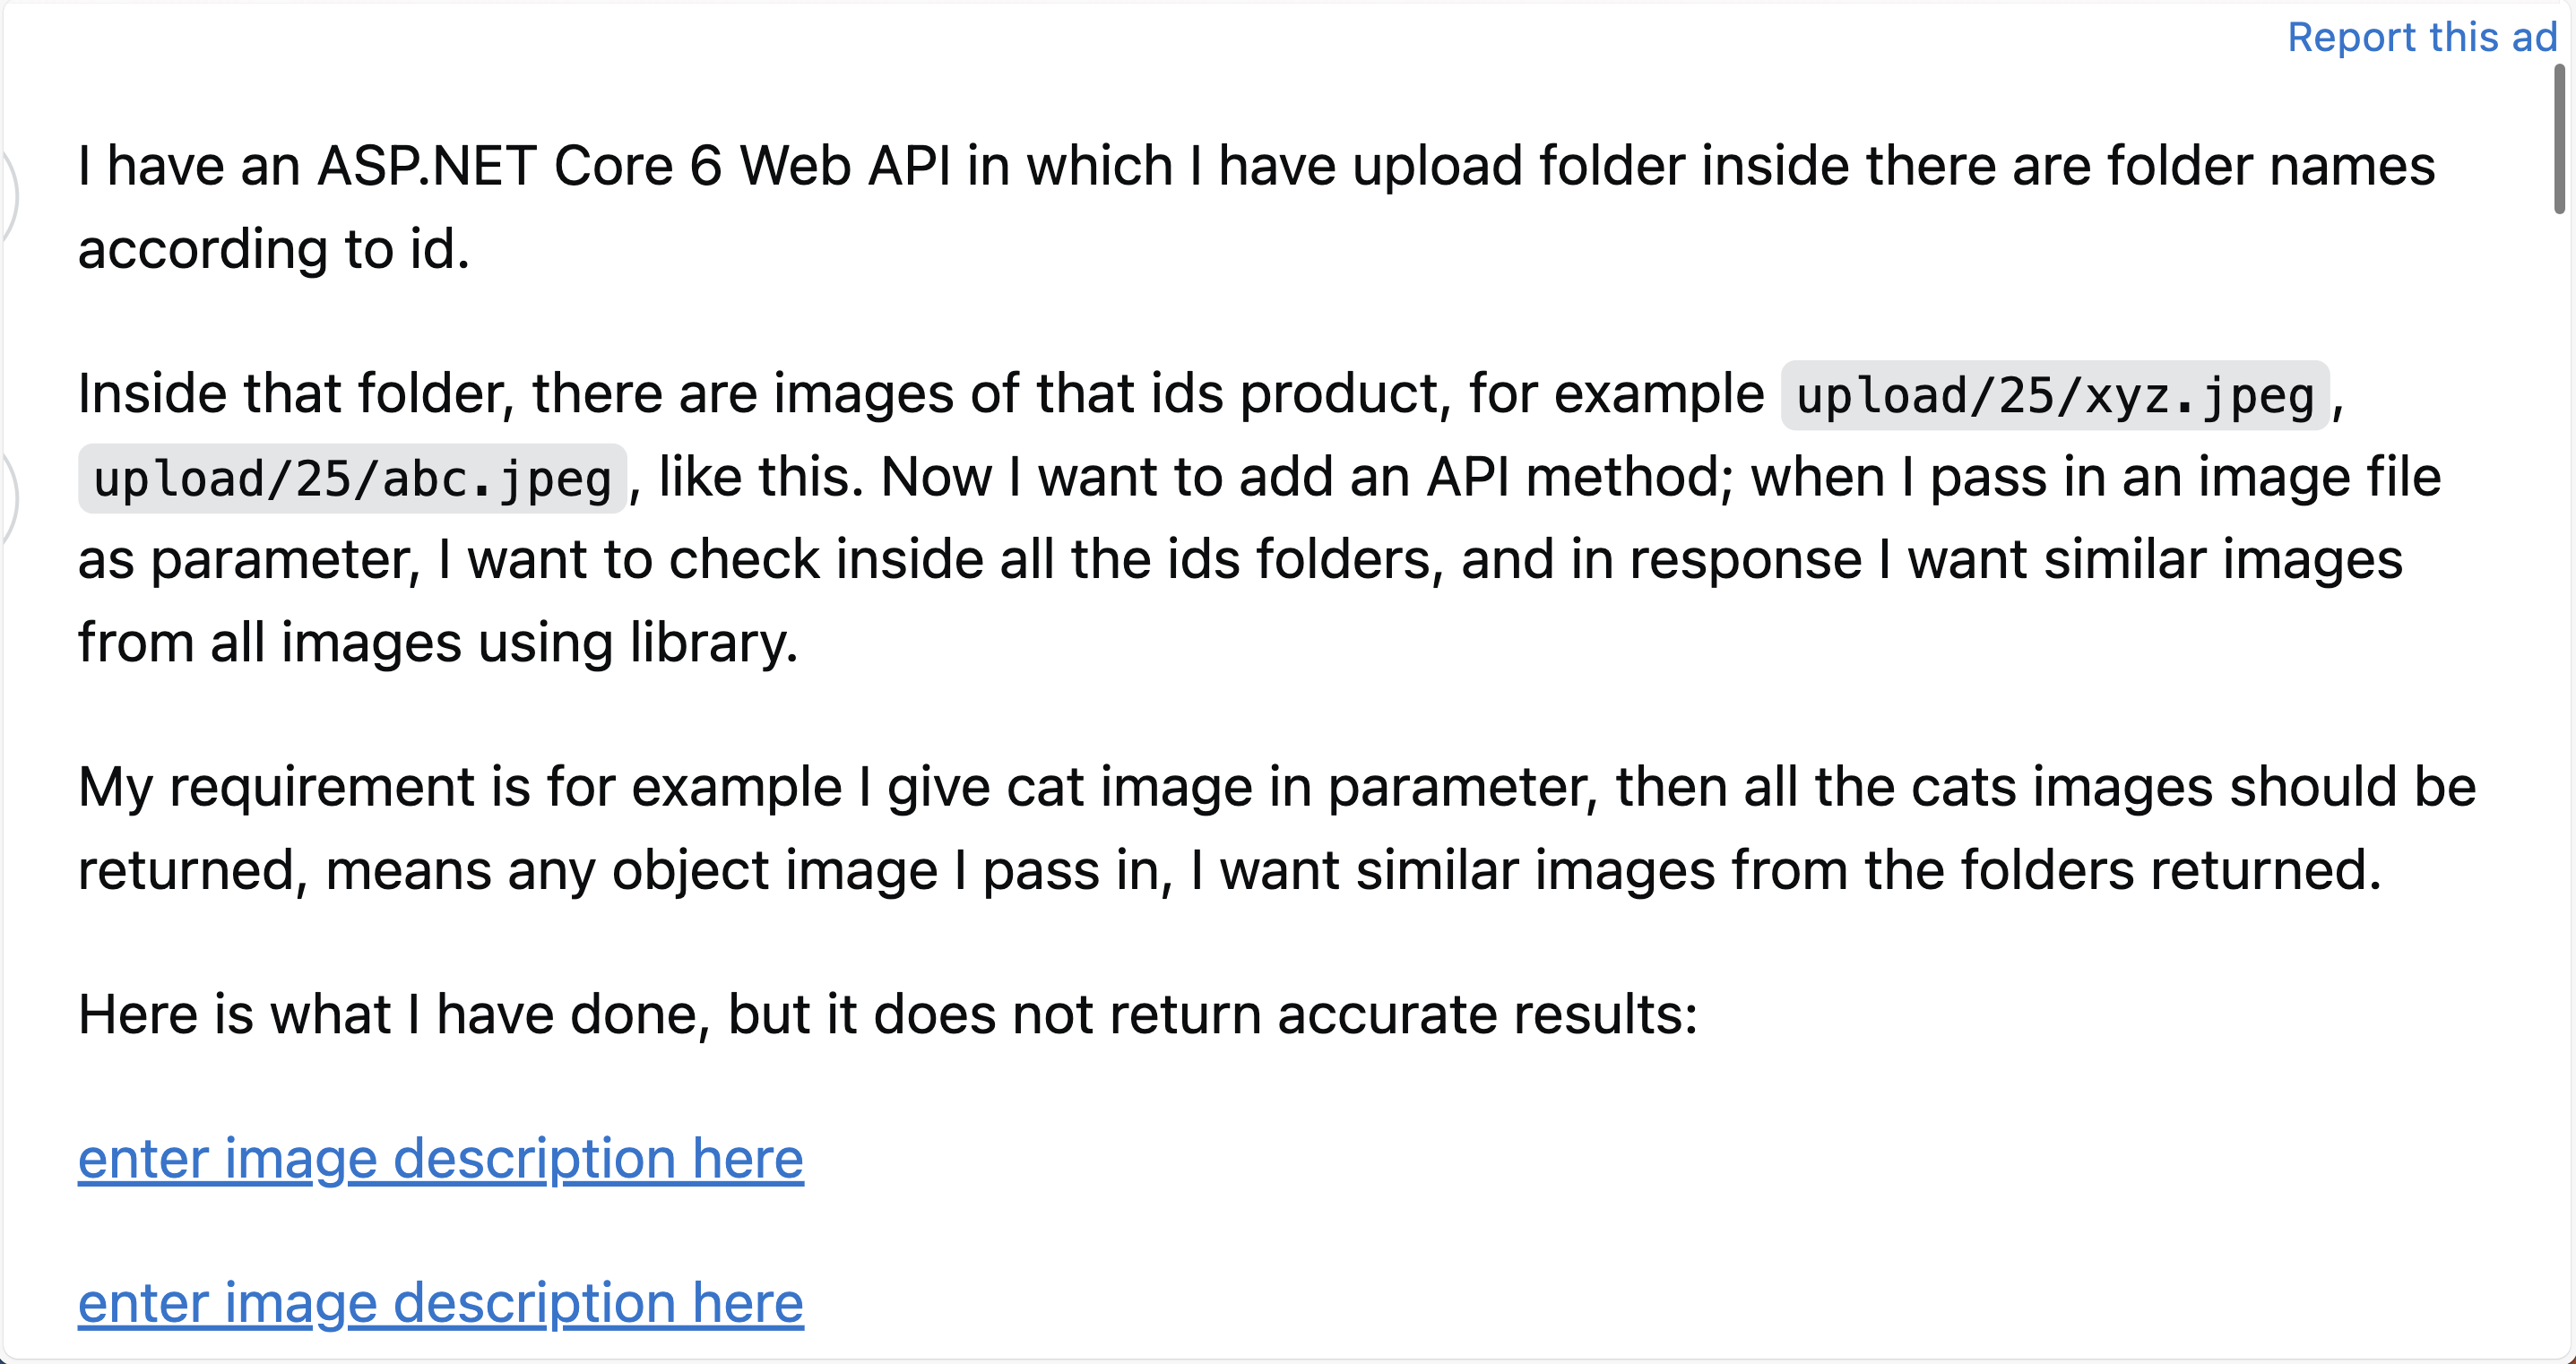 Report this ad
I have an ASP.NET Core 6 Web API in which I have upload folder inside there are folder names
according to id.
Inside that folder, there are images of that ids product, for example upload/25/xyz.jpeg,
upload/25/abc.jpeg, like this. Now I want to add an API method; when I pass in an image file
as parameter, I want to check inside all the ids folders, and in response I want similar images
from all images using library.
My requirement is for example I give cat image in parameter, then all the cats images should be
returned, means any object image I pass in, I want similar images from the folders returned.
Here is what I have done, but it does not return accurate results:
enter image description here
enter image description here